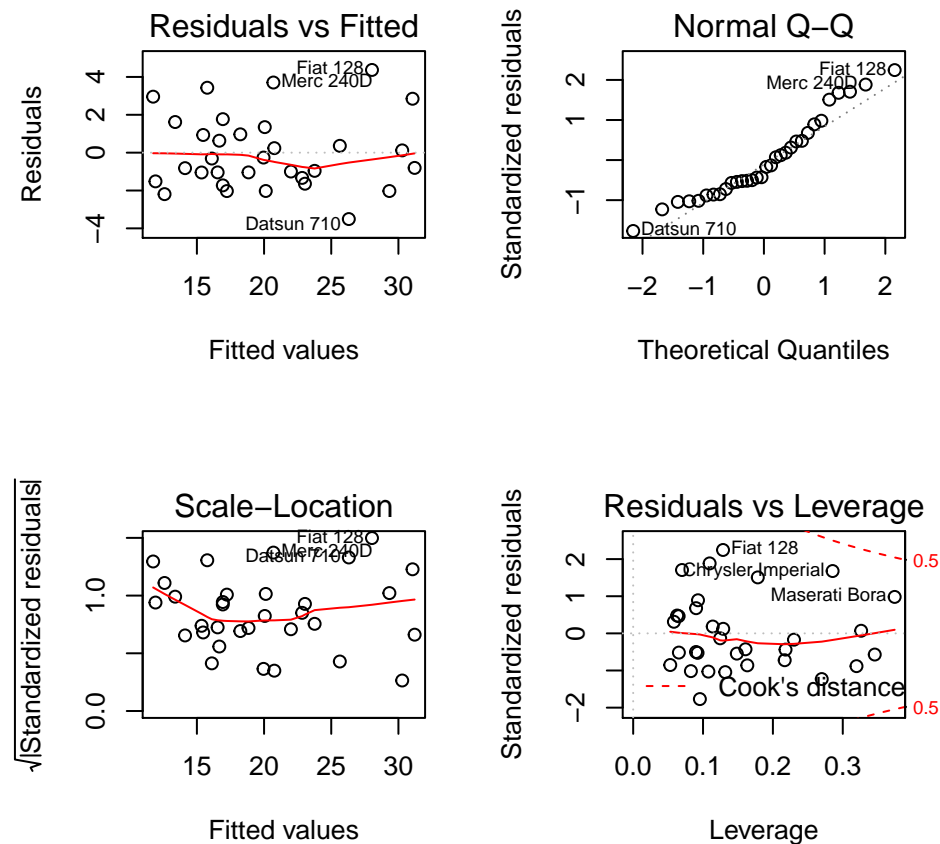 Residuals vs Fitted
Residuals
−4
0
2
4
Fiat 128
Merc 240D
Datsun 710
15
20
25
30
Fitted values
Normal Q−Q
Standardized residuals
−1
1
2
Fiat 128
Merc 240D
Datsun 710
−2
−1
0
1
2
Theoretical Quantiles
Scale−Location
√|Standardized residuals|
0.0
1.0
Fiat 128
Merc 240D
Datsun 710
15
20
25
30
Fitted values
Residuals vs Leverage
Standardized residuals
−2
0
1
2
Fiat 128
Chrysler Imperial
Maserati Bora
Cook's distance
0.5
0.5
0.0
0.1
0.2
0.3
Leverage